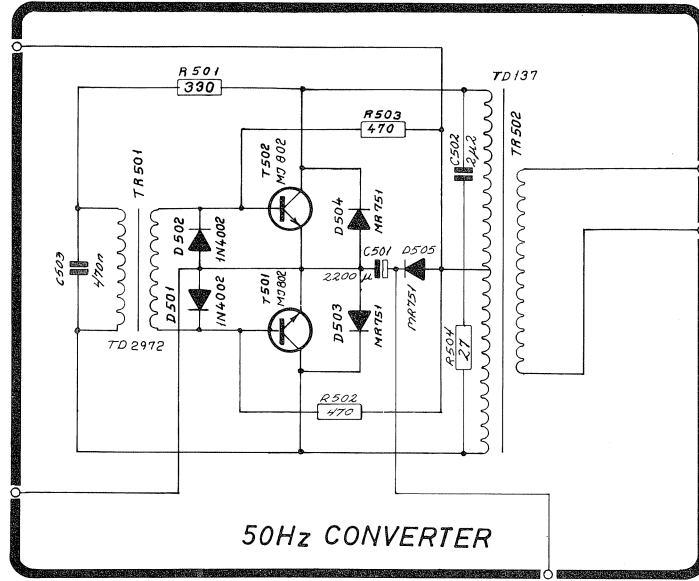 R501
330
TD137
R503
470
T502
MJ802
C502
2µ2
TR502
TR501
D502
1N4002
D504
MR751
C501
2200µ
D505
MR751
C503
470n
D501
1N4002
T501
MJ802
D503
MR751
R504
27
TD2972
R502
470
50Hz CONVERTER